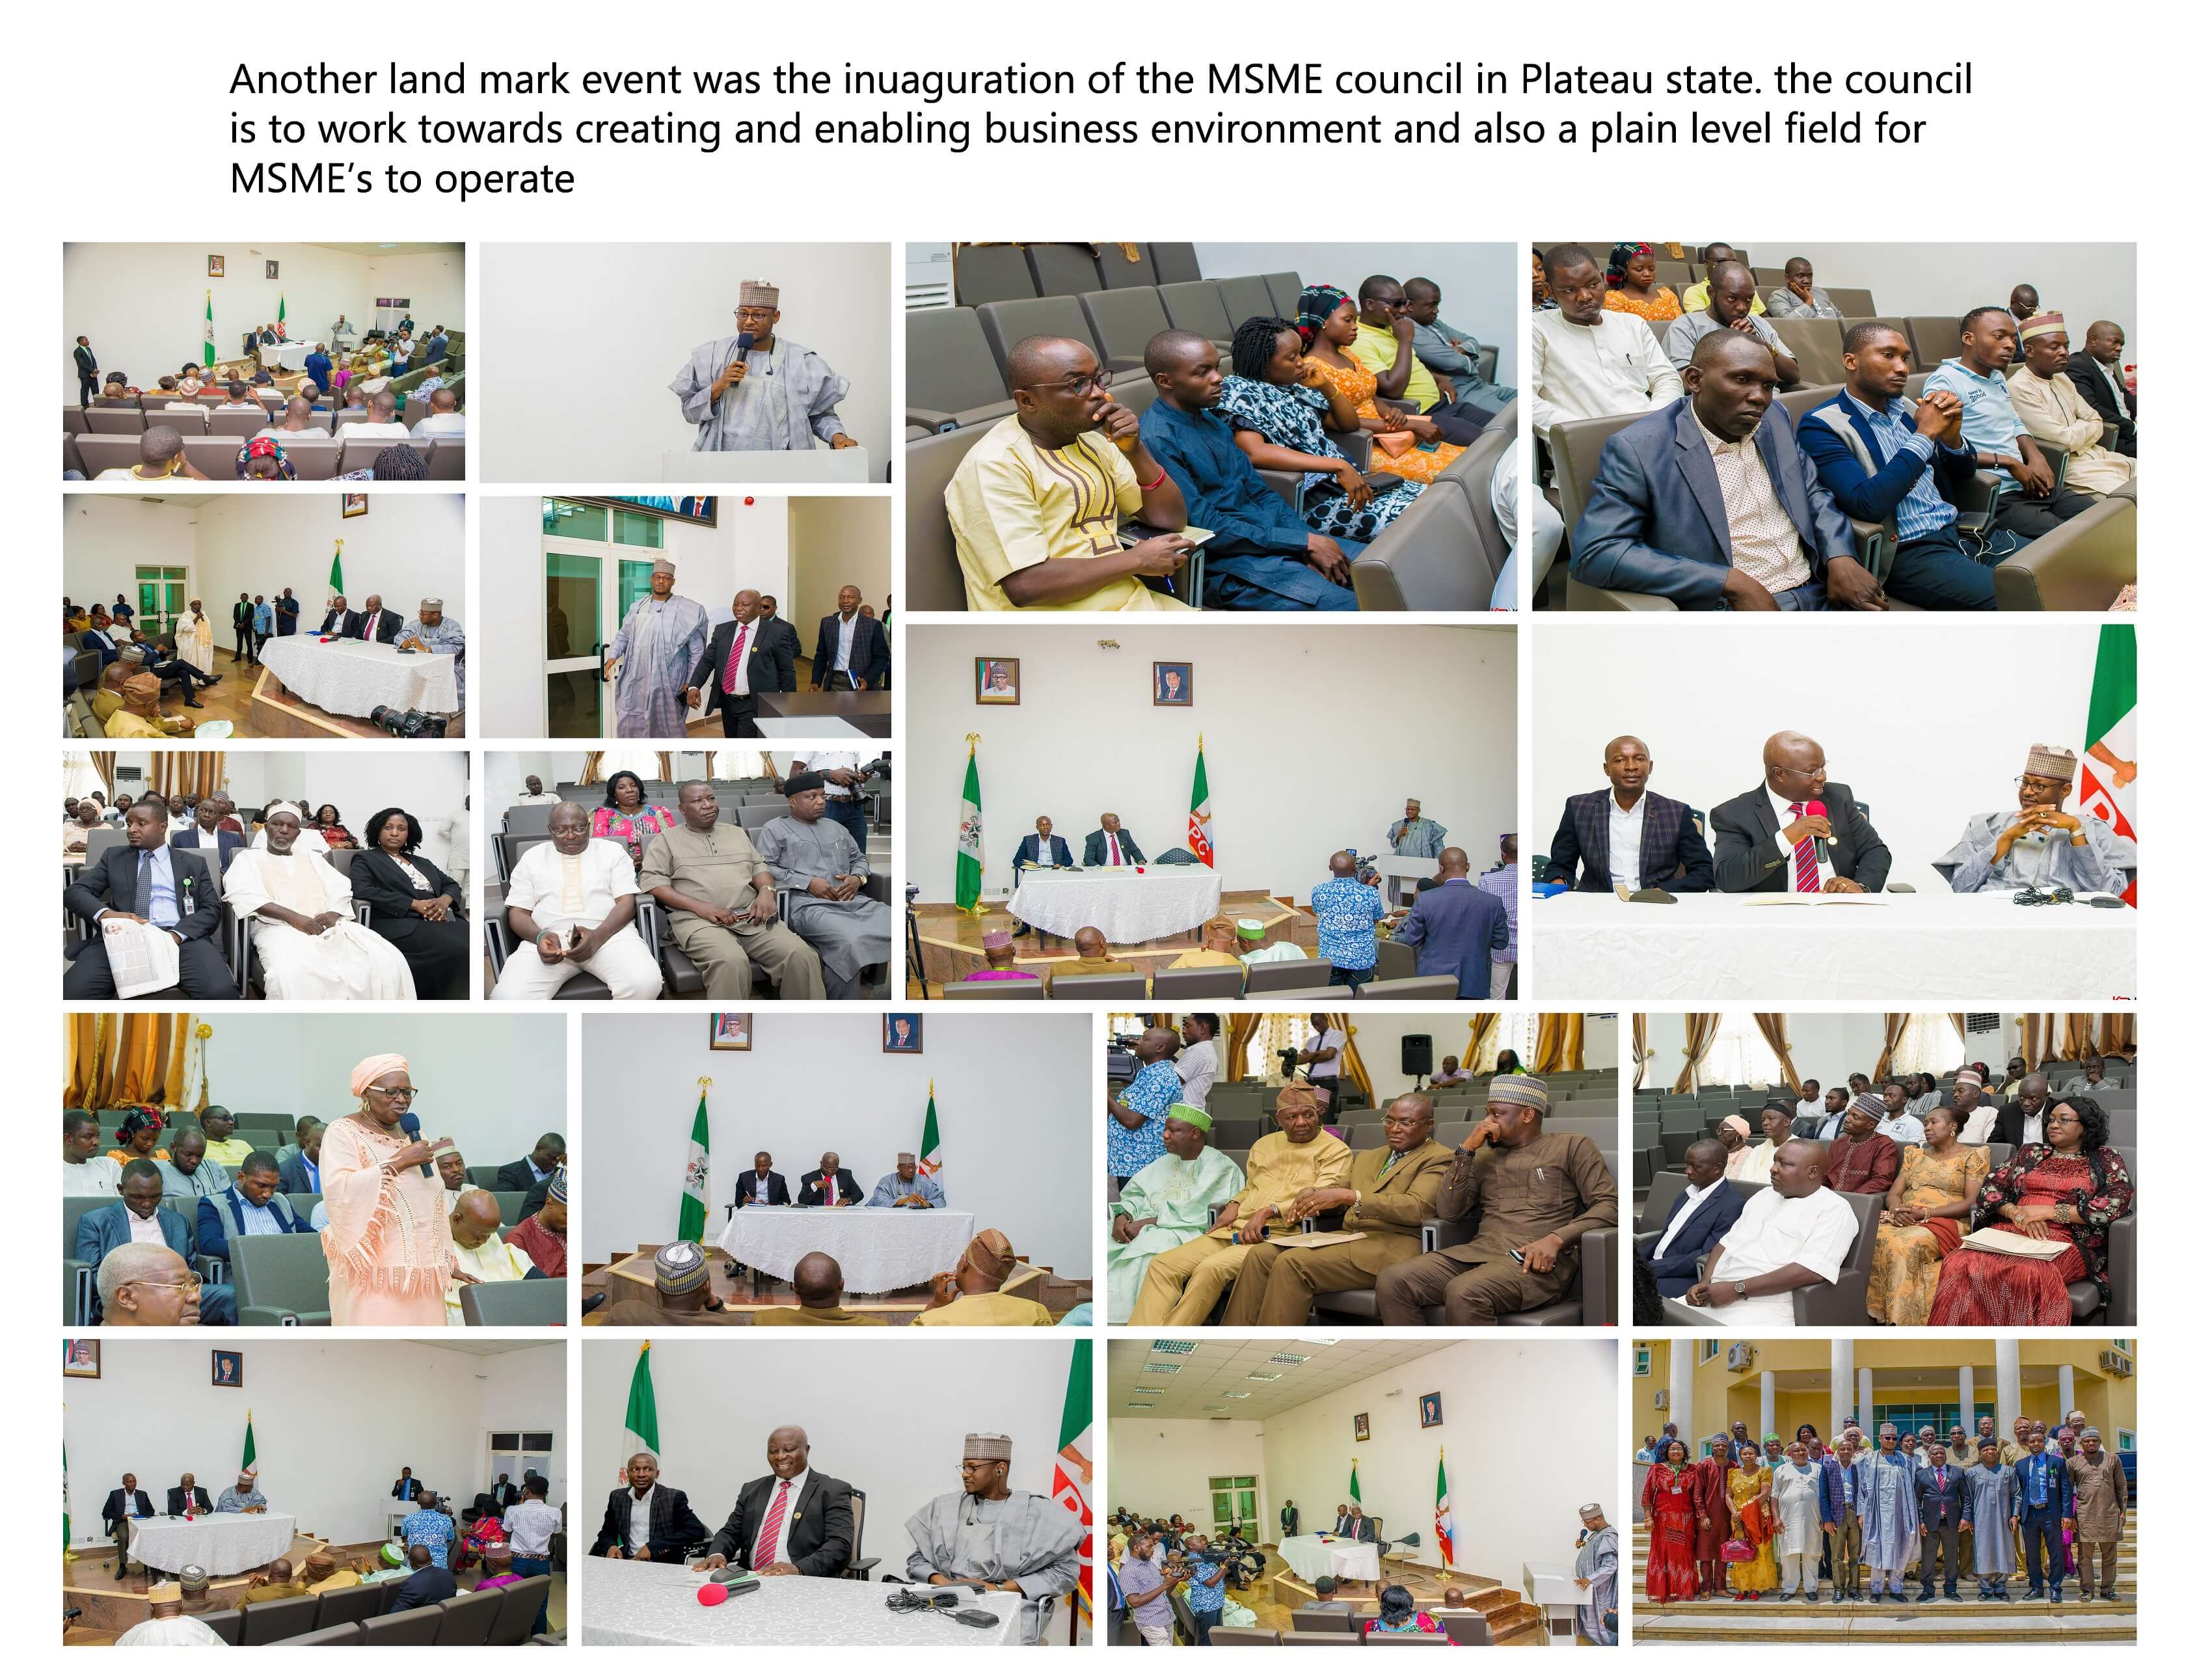 Another land mark event was the inuaguration of the MSME council in Plateau state. the council
is to work towards creating and enabling business environment and also a plain level field for
MSME’s to operate